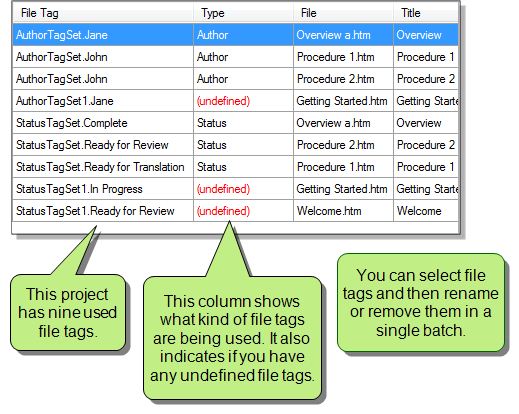 File Tag Type File Title
AuthorTagSet.Jane Author Overview a.htm Overview
AuthorTagSet.John Author Procedure 1.htm Procedure 1
AuthorTagSet.John Author Procedure 2.htm Procedure 2
AuthorTagSet1.Jane (undefined) Getting Started.htm Getting Starte
StatusTagSet.Complete Status Overview a.htm Overview
StatusTagSet.Ready for Review Status Procedure 2.htm Procedure 2
StatusTagSet.Ready for Translation Status Procedure 1.htm Procedure 1
StatusTagSet1.In Progress (undefined) Getting Started.htm Getting Starte
StatusTagSet1.Ready for Review (undefined) Welcome.htm Welcome
This project
has nine used
file tags.
This column shows
what kind of file tags
are being used. It also
indicates if you have
any undefined file tags.
You can select file
tags and then rename
or remove them in a
single batch.